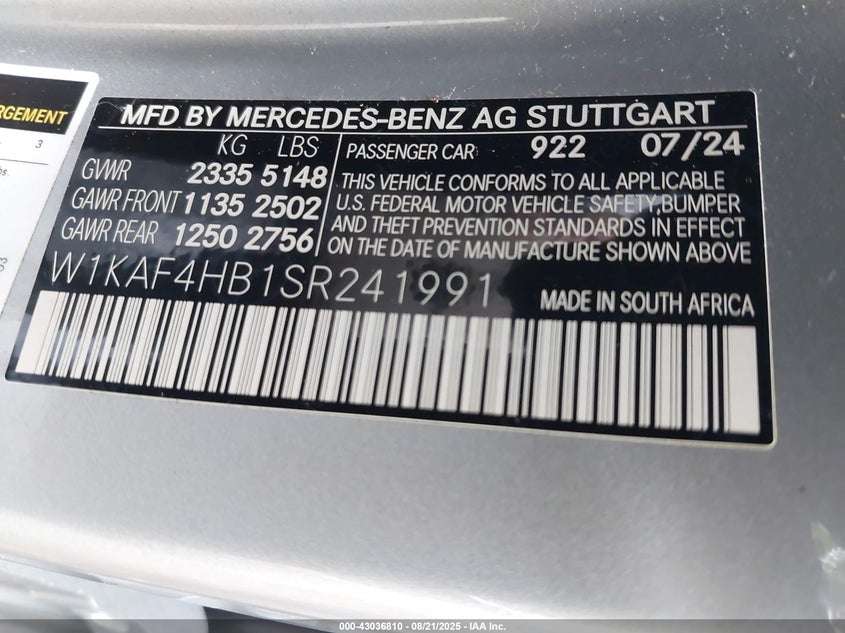 RGEMENT
3
bs.
MFD BY MERCEDES-BENZ AG STUTTGART
KG LBS
GVWR 2335 5148
GAWR FRONT 1135 2502
GAWR REAR 1250 2756
PASSENGER CAR 922 07/24
THIS VEHICLE CONFORMS TO ALL APPLICABLE
U.S. FEDERAL MOTOR VEHICLE SAFETY,BUMPER
AND THEFT PREVENTION STANDARDS IN EFFECT
ON THE DATE OF MANUFACTURE SHOWN ABOVE
W1KAF4HB1SR241991
MADE IN SOUTH AFRICA
000-43036810 - 08/21/2025 - IAA Inc.